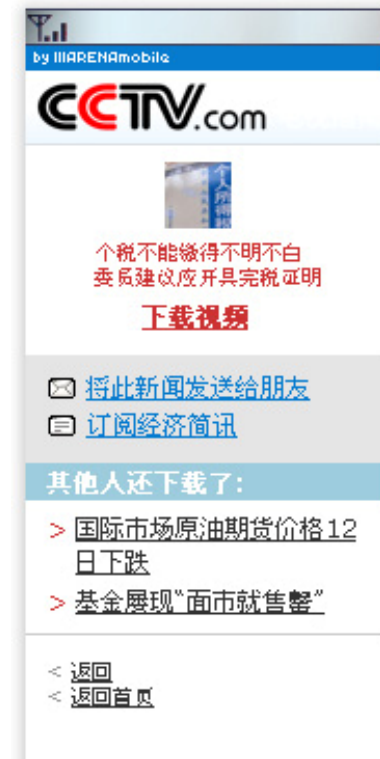 by IIIARENAmobile
CCTV.com
个税不能缴得不明不白
委员建议应开具完税证明
下载视频
将此新闻发送给朋友
订阅经济简讯
其他人还下载了:
> 国际市场原油期货价格12
日下跌
> 基金展现“面市就售罄”
< 返回
< 返回首页